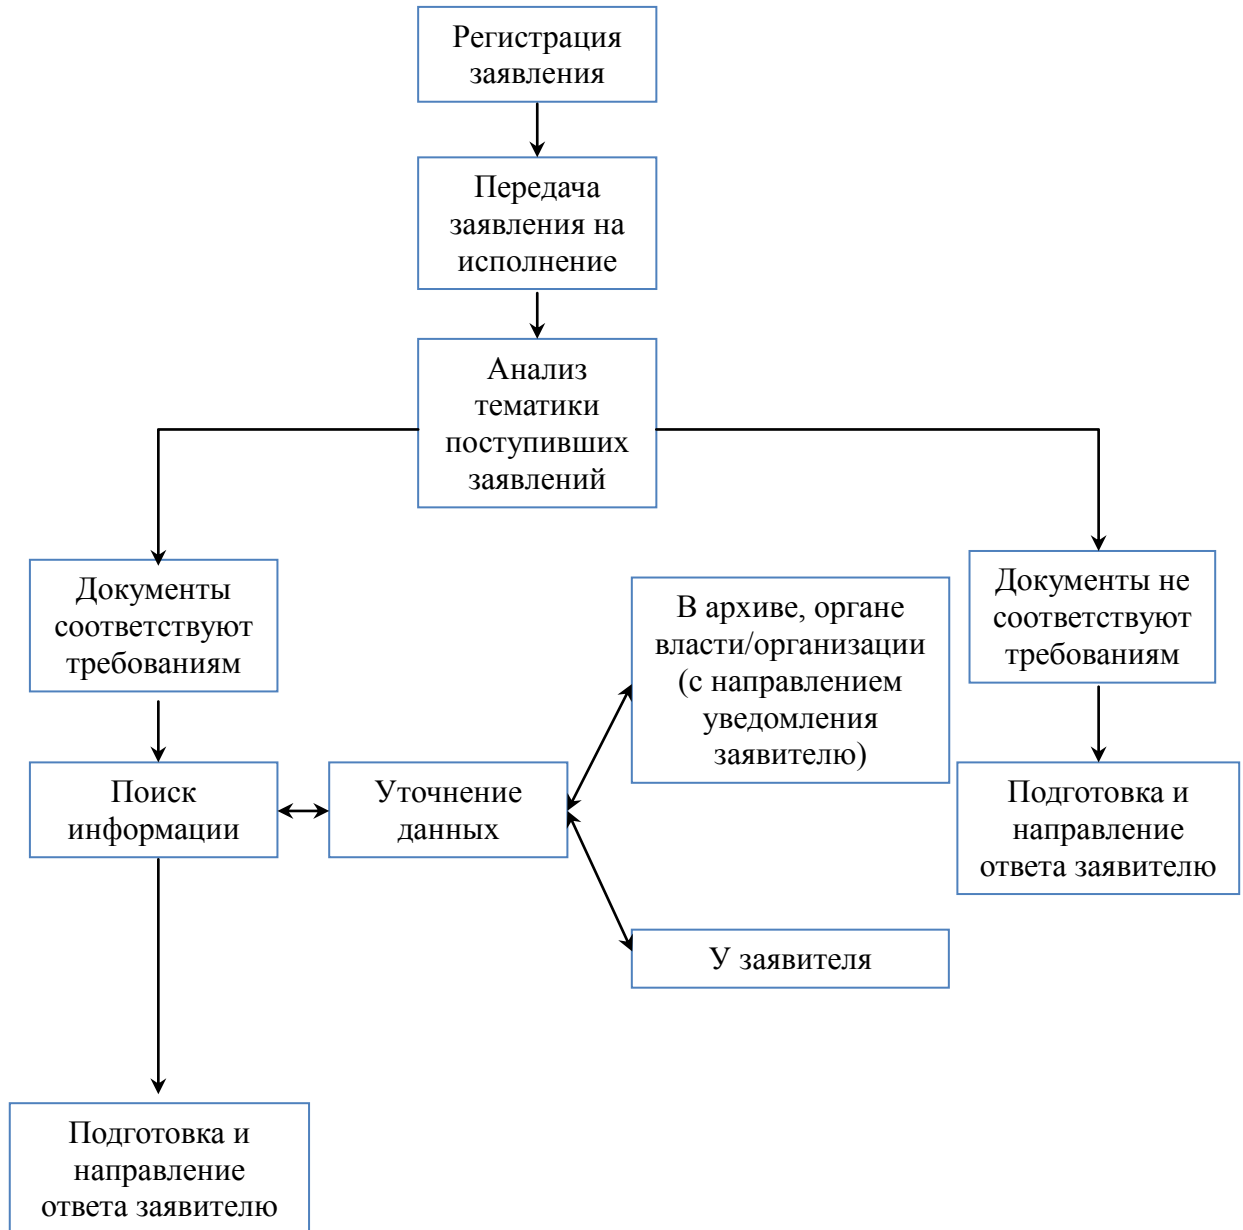 Регистрация
заявления
Передача
заявления на
исполнение
Анализ
тематики
поступивших
заявлений
Документы
соответствуют
требованиям
В архиве, органе
власти/организации
(с направлением
уведомления
заявителю)
Документы не
соответствуют
требованиям
Поиск
информации
Уточнение
данных
Подготовка и
направление
ответа заявителю
У заявителя
Подготовка и
направление
ответа заявителю